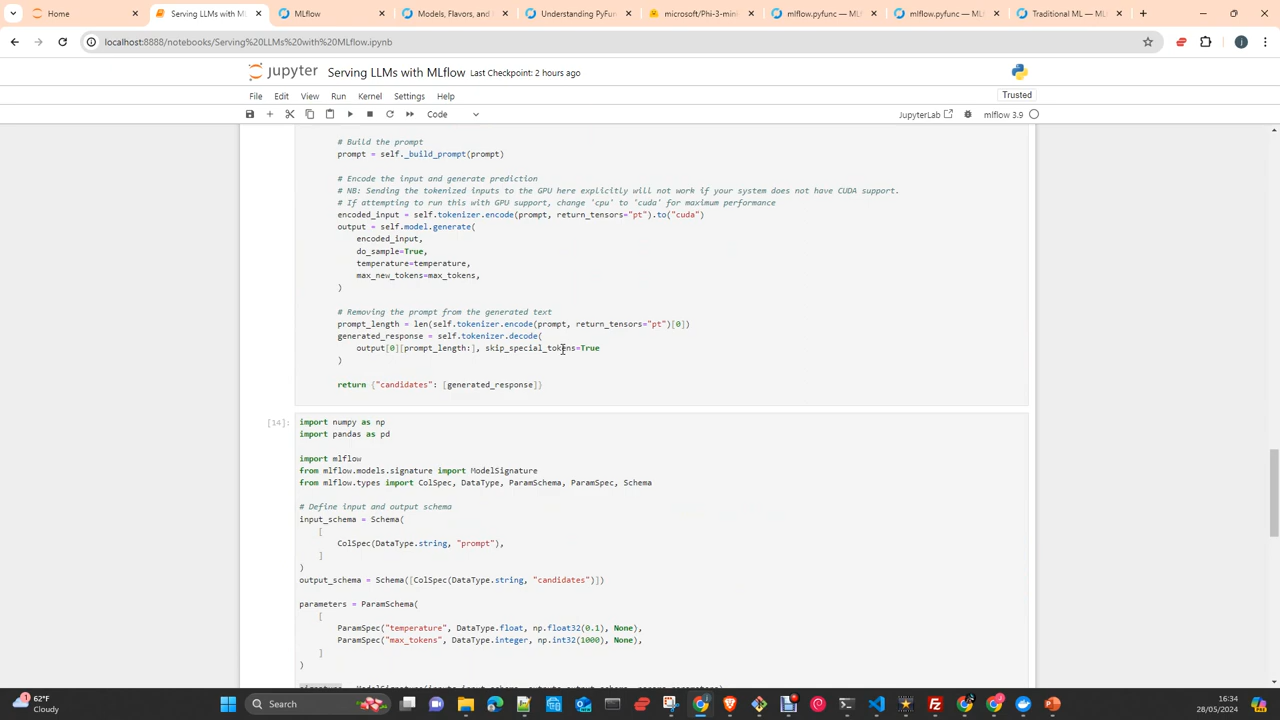 Home
Serving LLMs with ML
MLflow
Models, Flavors, and
Understanding PyFun
microsoft/Phi-3-mini
mlflow.pyfunc — MLF
mlflow.pyfunc — MLF
Traditional ML — ML
localhost:8888/notebooks/Serving%20LLMs%20with%20MLflow.ipynb
jupyter Serving LLMs with MLflow Last Checkpoint: 2 hours ago
File Edit View Run Kernel Settings Help
Trusted
Code
JupyterLab
mlflow 3.9
# Build the prompt
prompt = self._build_prompt(prompt)
# Encode the input and generate prediction
# NB: Sending the tokenized inputs to the GPU here explicitly will not work if your system does not have CUDA support.
# If attempting to run this with GPU support, change 'cpu' to 'cuda' for maximum performance
encoded_input = self.tokenizer.encode(prompt, return_tensors="pt").to("cuda")
output = self.model.generate(
encoded_input,
do_sample=True,
temperature=temperature,
max_new_tokens=max_tokens,
)
# Removing the prompt from the generated text
prompt_length = len(self.tokenizer.encode(prompt, return_tensors="pt")[0])
generated_response = self.tokenizer.decode(
output[0][prompt_length:], skip_special_tokens=True
)
return {"candidates": [generated_response]}
[14]:
import numpy as np
import pandas as pd
import mlflow
from mlflow.models.signature import ModelSignature
from mlflow.types import ColSpec, DataType, ParamSchema, ParamSpec, Schema
# Define input and output schema
input_schema = Schema(
[
ColSpec(DataType.string, "prompt"),
]
)
output_schema = Schema([ColSpec(DataType.string, "candidates")])
parameters = ParamSchema(
[
ParamSpec("temperature", DataType.float, np.float32(0.1), None),
ParamSpec("max_tokens", DataType.integer, np.int32(1000), None),
]
)
62°F
Cloudy
Search
16:34
28/05/2024